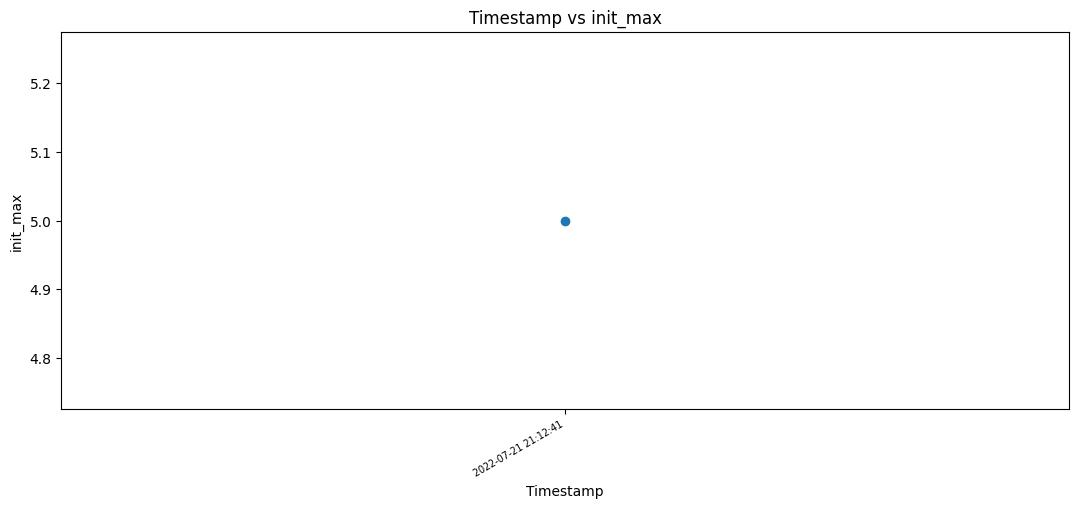 Timestamp vs init_max
5.2
5.1
5.0
4.9
4.8
init_max
2022-07-21 21:12:41
Timestamp